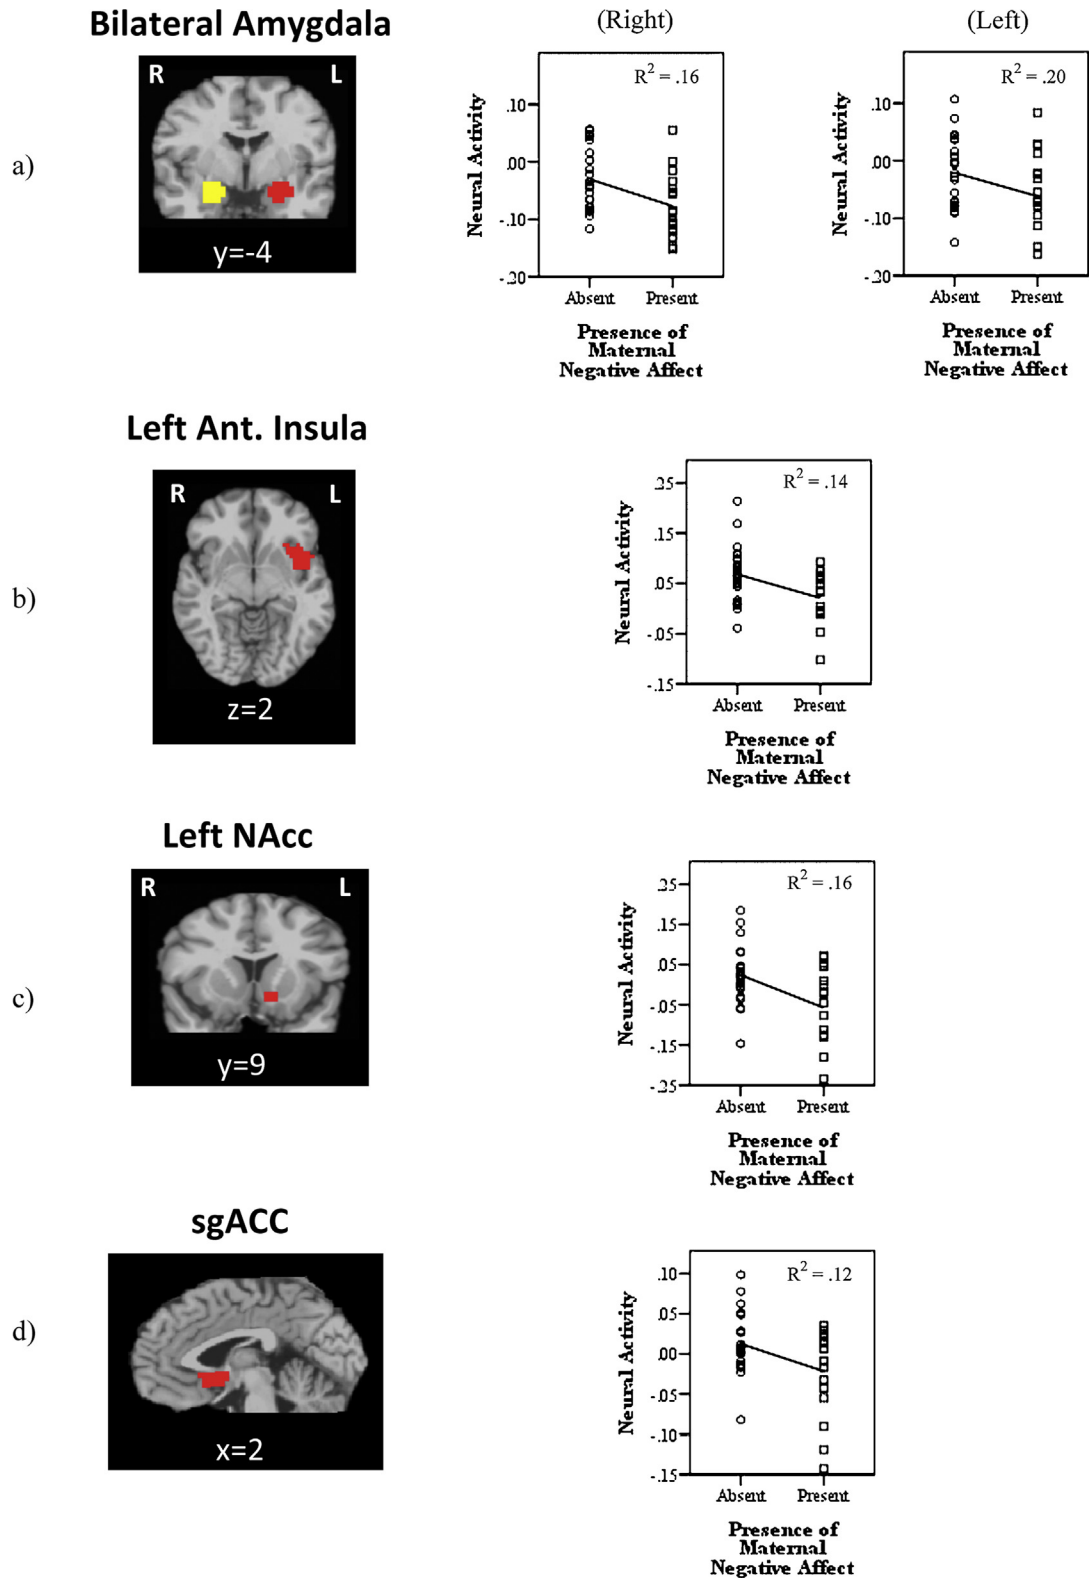 Bilateral Amygdala
(Right)
(Left)
a)
R
L
y=-4
R² = .16
Neural Activity
.10
.00
-.10
-.20
Absent
Present
Presence of
Maternal
Negative Affect
R² = .20
Neural Activity
.10
.00
-.10
-.20
Absent
Present
Presence of
Maternal
Negative Affect
Left Ant. Insula
b)
R
L
z=2
R² = .14
Neural Activity
.25
.15
.05
-.05
-.15
Absent
Present
Presence of
Maternal
Negative Affect
Left NAcc
c)
R
L
y=9
R² = .16
Neural Activity
.25
.15
.05
-.05
-.15
-.25
Absent
Present
Presence of
Maternal
Negative Affect
sgACC
d)
x=2
R² = .12
Neural Activity
.10
.05
.00
-.05
-.10
-.15
Absent
Present
Presence of
Maternal
Negative Affect